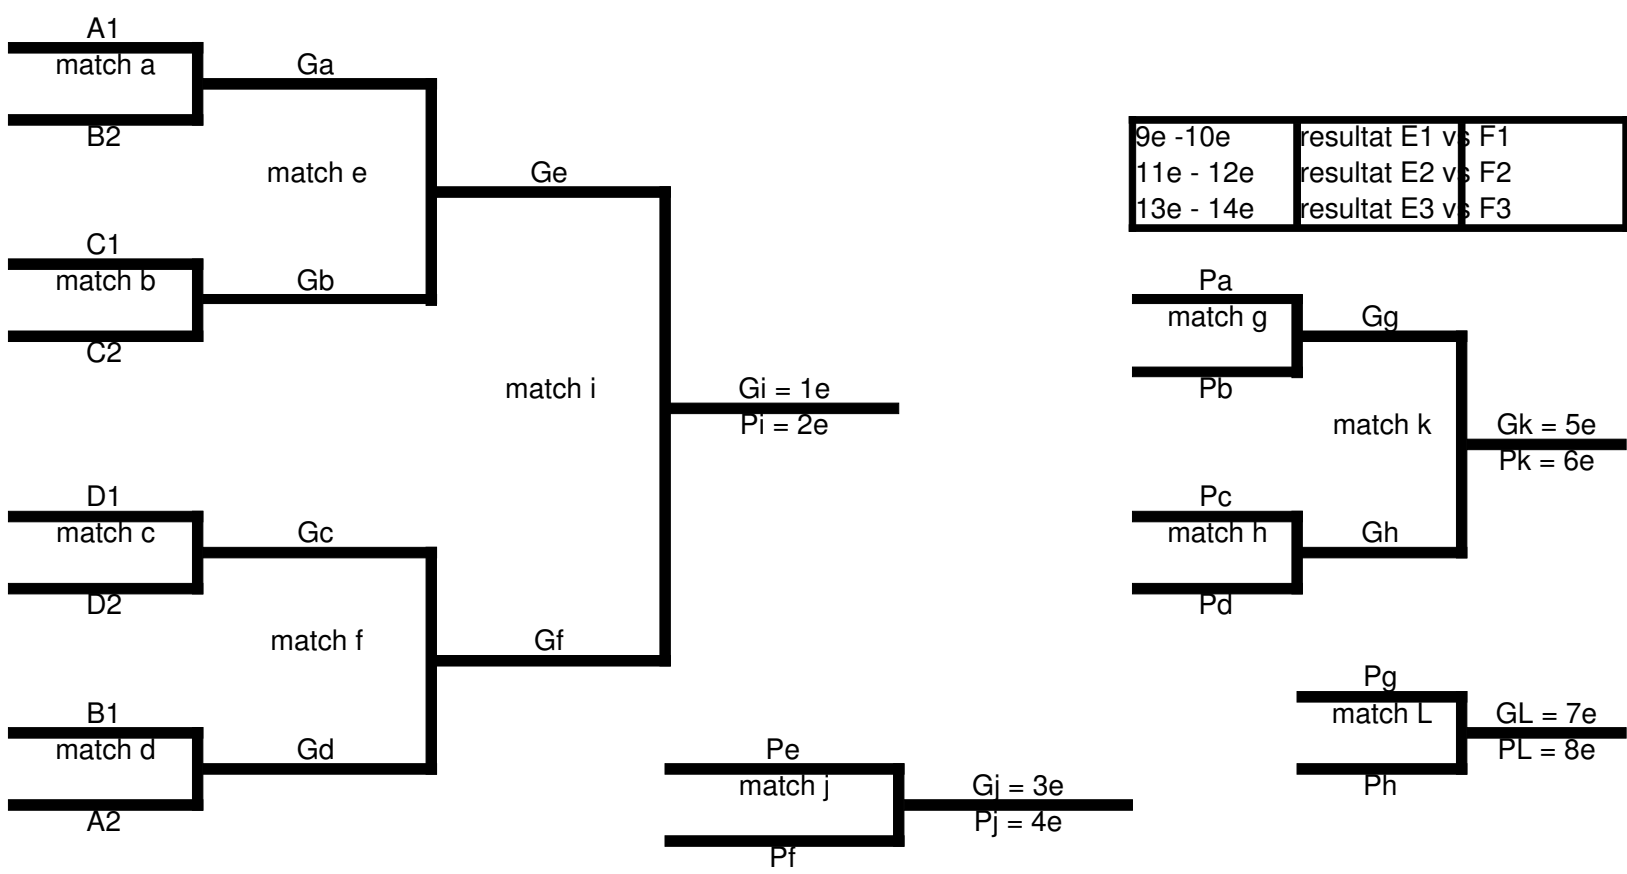 A1
match a
Ga
B2
match e
Ge
C1
match b
Gb
C2
match i
Gi = 1e
Pi = 2e
D1
match c
Gc
D2
match f
Gf
B1
match d
Gd
A2
Pe
match j
Gj = 3e
Pj = 4e
Pf
9e -10e resultat E1 vs F1
11e - 12e resultat E2 vs F2
13e - 14e resultat E3 vs F3
Pa
match g
Gg
Pb
match k
Gk = 5e
Pk = 6e
Pc
match h
Gh
Pd
Pg
match L
GL = 7e
PL = 8e
Ph